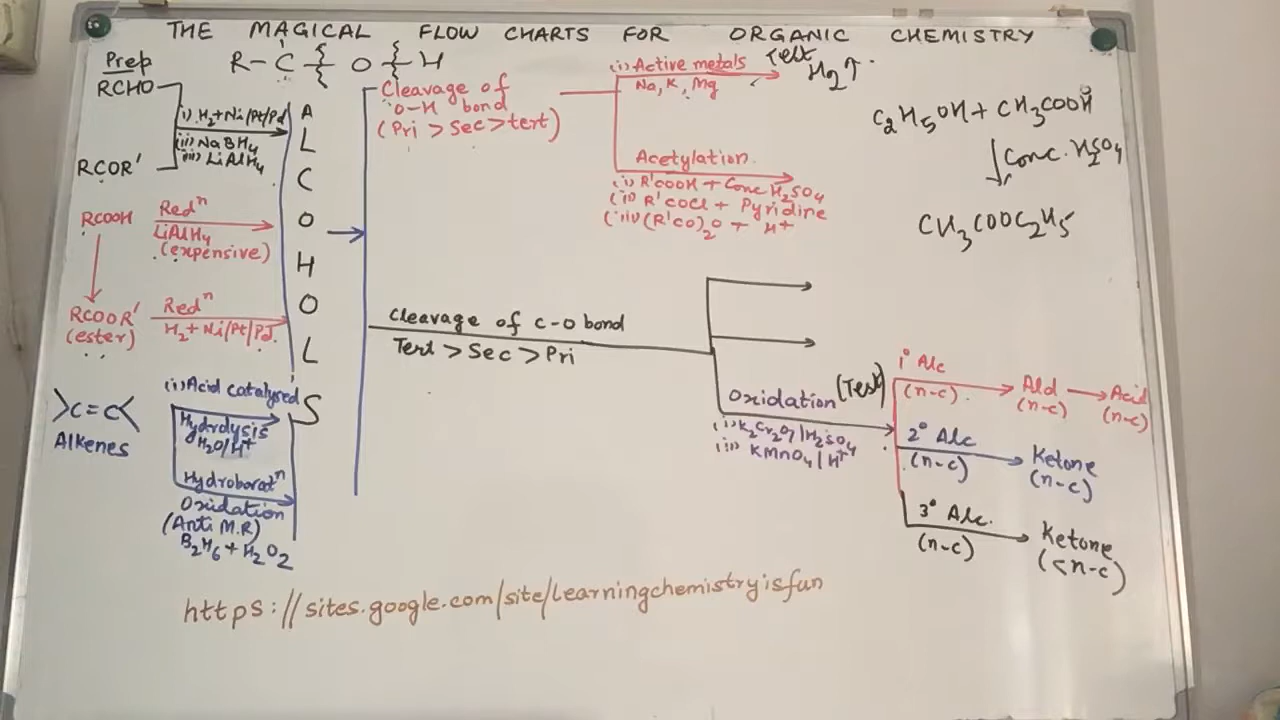 THE MAGICAL FLOW CHARTS FOR ORGANIC CHEMISTRY
Prep
R-C-O-H
RCHO
(i) H2+Ni/Pt/Pd
(ii) NaBH4
(iii) LiAlH4
RCOR'
RCOOH
Redn
LiAlH4
(expensive)
RCOOR'
(ester)
Redn
H2+Ni/Pt/Pd.
>C=C<
Alkenes
(i) Acid catalysed
Hydrolysis
H2O/H+
Hydroboratn
Oxidation
(Anti M.R)
B2H6+H2O2
ALCOHOLS
Cleavage of
O-H bond
(Pri > Sec > tert)
(i) Active metals
Na, K, Mg
Test
H2↑.
Acetylation.
(i) R'COOH + Conc H2SO4
(ii) R'COCl + Pyridine
(iii) (R'CO)2O + H+
C2H5OH + CH3COOH
Conc. H2SO4
CH3COOC2H5
Cleavage of C-O bond
Tert > Sec > Pri
Oxidation (Test)
(i) K2Cr2O7/H2SO4
(ii) KMnO4/H+
1° Alc
(n-c).
Ald
(n-c)
Acid
(n-c)
2° Alc
(n-c)
Ketone
(n-c)
3° Alc.
(n-c)
Ketone
(<n-c)
https://sites.google.com/site/learningchemistryisfun